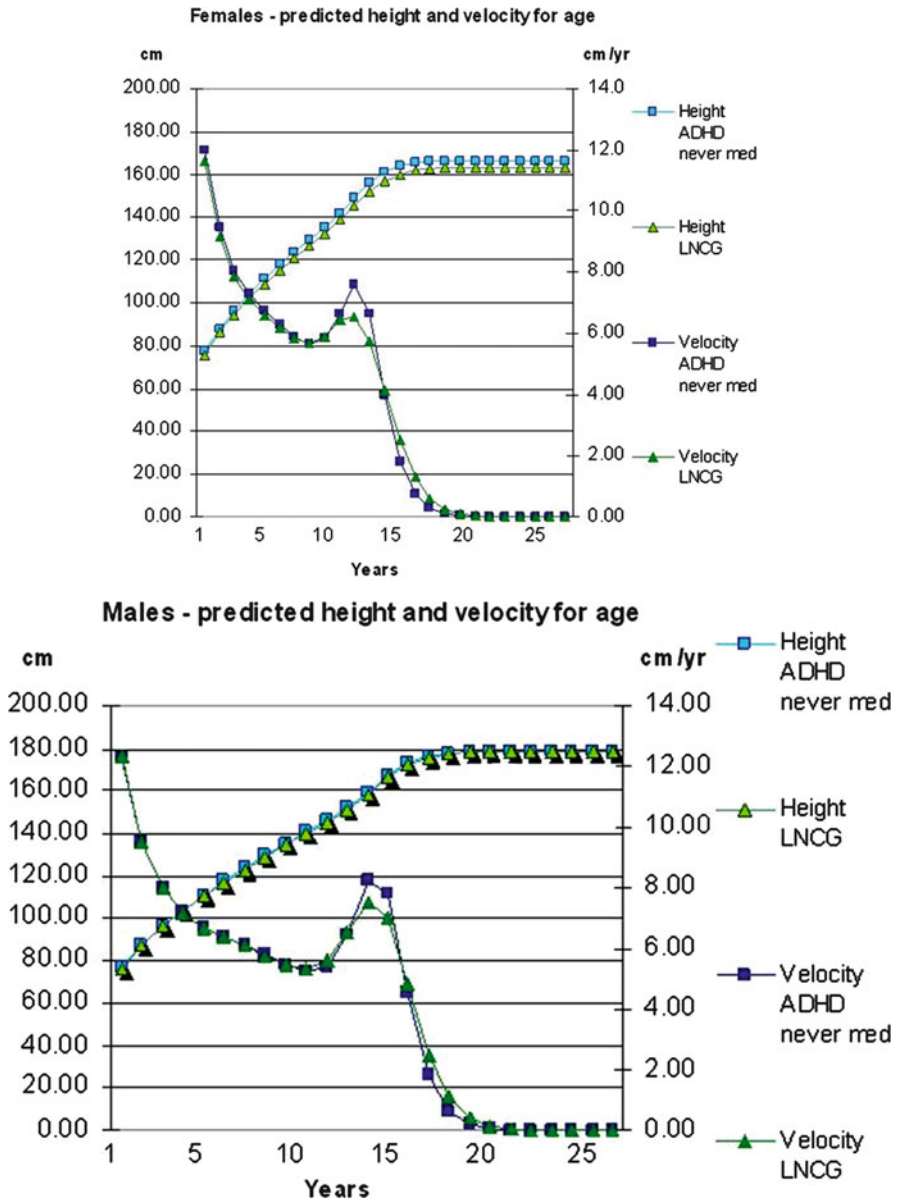 Females - predicted height and velocity for age
cm
cm/yr
200.00
180.00
160.00
140.00
120.00
100.00
80.00
60.00
40.00
20.00
0.00
14.0
12.0
10.0
8.00
6.00
4.00
2.00
0.00
1 5 10 15 20 25
Years
Height
ADHD
never med
Height
LNCG
Velocity
ADHD
never med
Velocity
LNCG
Males - predicted height and velocity for age
cm
cm/yr
200.00
180.00
160.00
140.00
120.00
100.00
80.00
60.00
40.00
20.00
0.00
14.00
12.00
10.00
8.00
6.00
4.00
2.00
0.00
1 5 10 15 20 25
Years
Height
ADHD
never med
Height
LNCG
Velocity
ADHD
never med
Velocity
LNCG